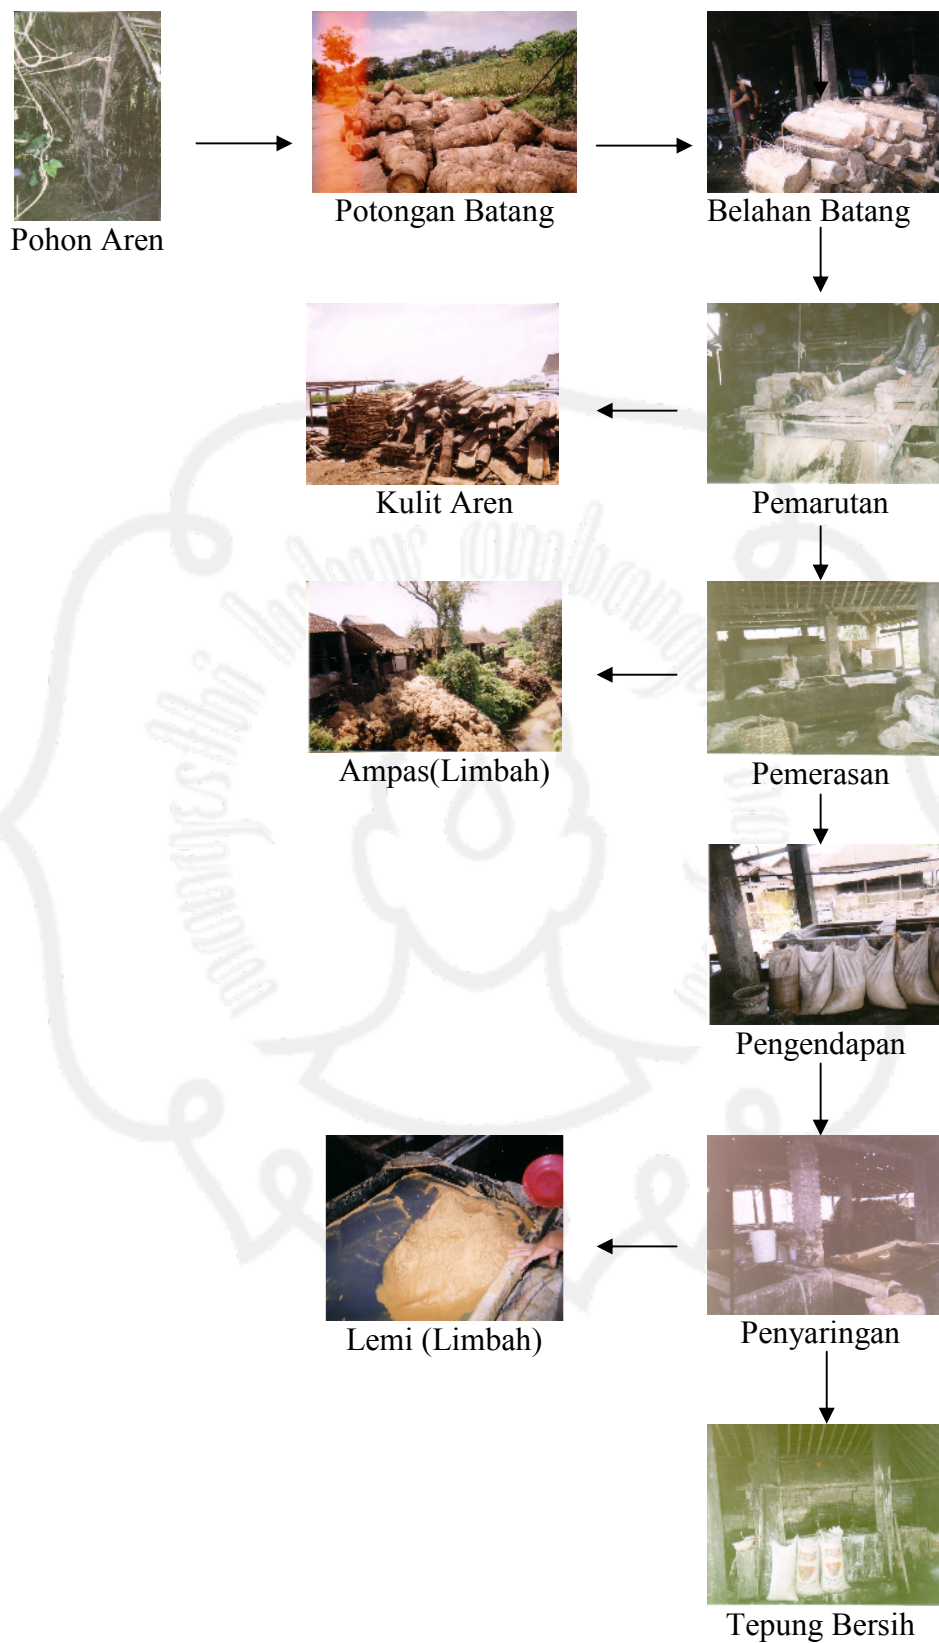 Pohon Aren
Potongan Batang
Belahan Batang
Kulit Aren
Pemarutan
Ampas(Limbah)
Pemerasan
Pengendapan
Lemi (Limbah)
Penyaringan
Tepung Bersih